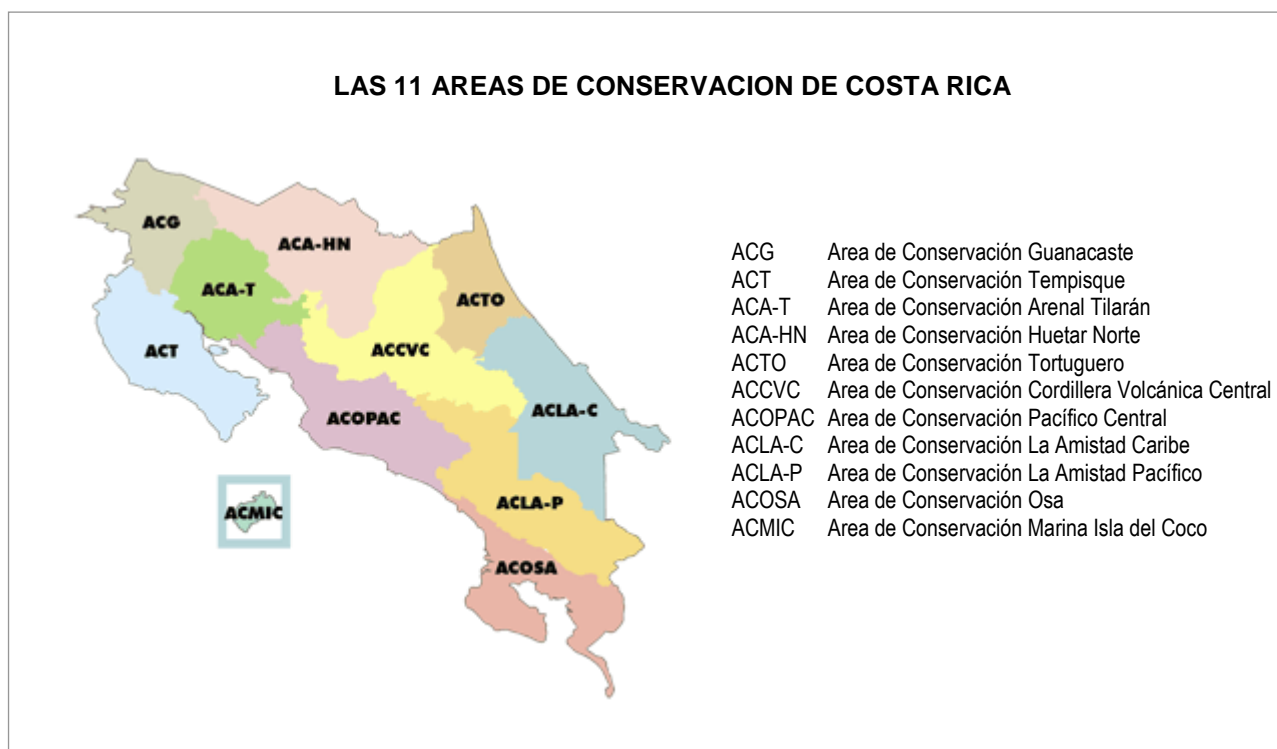 LAS 11 AREAS DE CONSERVACION DE COSTA RICA
ACG
ACA-HN
ACA-T
ACTO
ACT
ACCVC
ACLA-C
ACOPAC
ACLA-P
ACMIC
ACOSA
ACG Area de Conservación Guanacaste
ACT Area de Conservación Tempisque
ACA-T Area de Conservación Arenal Tilarán
ACA-HN Area de Conservación Huetar Norte
ACTO Area de Conservación Tortuguero
ACCVC Area de Conservación Cordillera Volcánica Central
ACOPAC Area de Conservación Pacífico Central
ACLA-C Area de Conservación La Amistad Caribe
ACLA-P Area de Conservación La Amistad Pacífico
ACOSA Area de Conservación Osa
ACMIC Area de Conservación Marina Isla del Coco